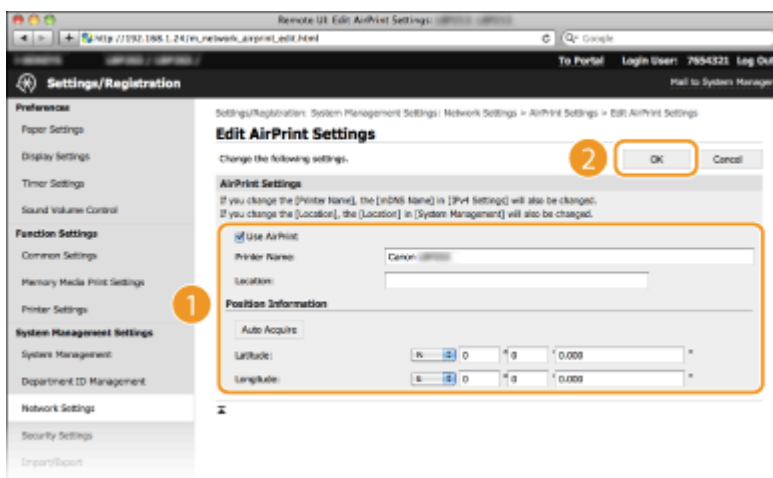 Remote UI: Edit AirPrint Settings:
http://192.168.1.24/m_network_airprint_edit.html
Google
To Portal Login User: 7654321 Log Out
Settings/Registration
Mail to System Manager
Preferences
Paper Settings
Display Settings
Timer Settings
Sound Volume Control
Function Settings
Common Settings
Memory Media Print Settings
Printer Settings
System Management Settings
System Management
Department ID Management
Network Settings
Security Settings
Import/Export
Settings/Registration: System Management Settings: Network Settings > AirPrint Settings > Edit AirPrint Settings
Edit AirPrint Settings
Change the following settings.
2
OK
Cancel
AirPrint Settings
If you change the [Printer Name], the [mDNS Name] in [IPv4 Settings] will also be changed.
If you change the [Location], the [Location] in [System Management] will also be changed.
1
Use AirPrint
Printer Name: Canon
Location:
Position Information
Auto Acquire
Latitude: N 0 ° 0 ' 0.000 "
Longitude: E 0 ° 0 ' 0.000 "